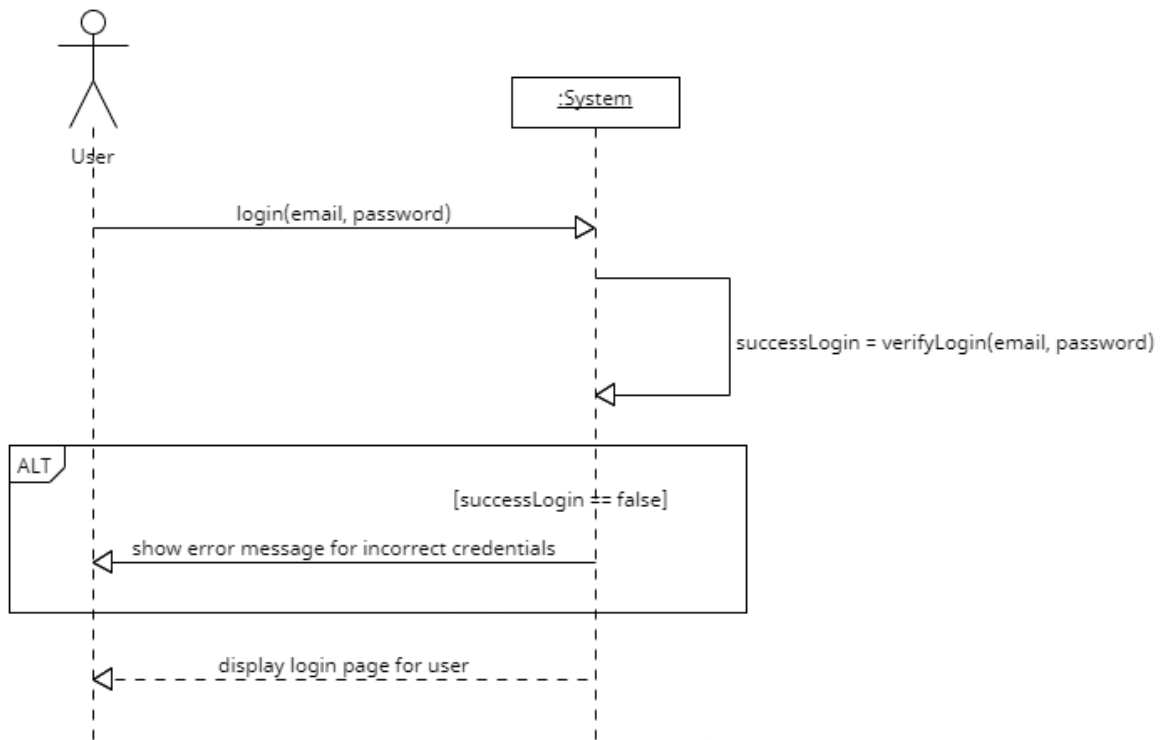 :System
User
login(email, password)
successLogin = verifyLogin(email, password)
ALT
[successLogin == false]
show error message for incorrect credentials
display login page for user